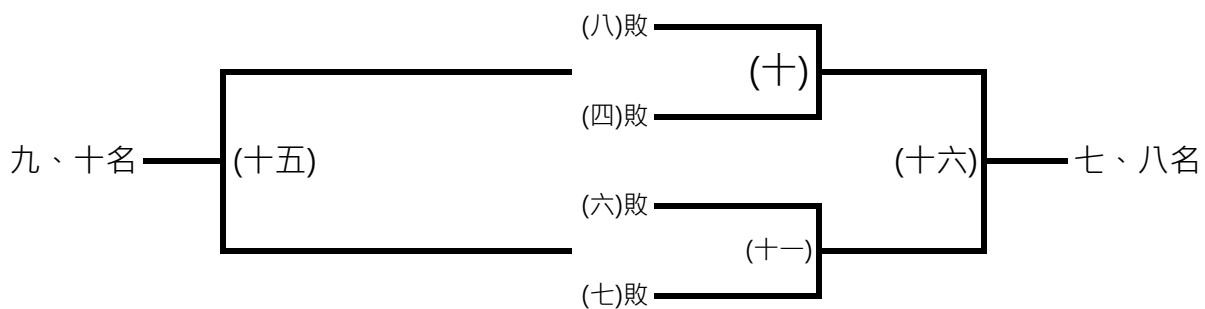 (八)敗
(十)
(四)敗
九、十名
(十五)
(十六)
七、八名
(六)敗
(十一)
(七)敗